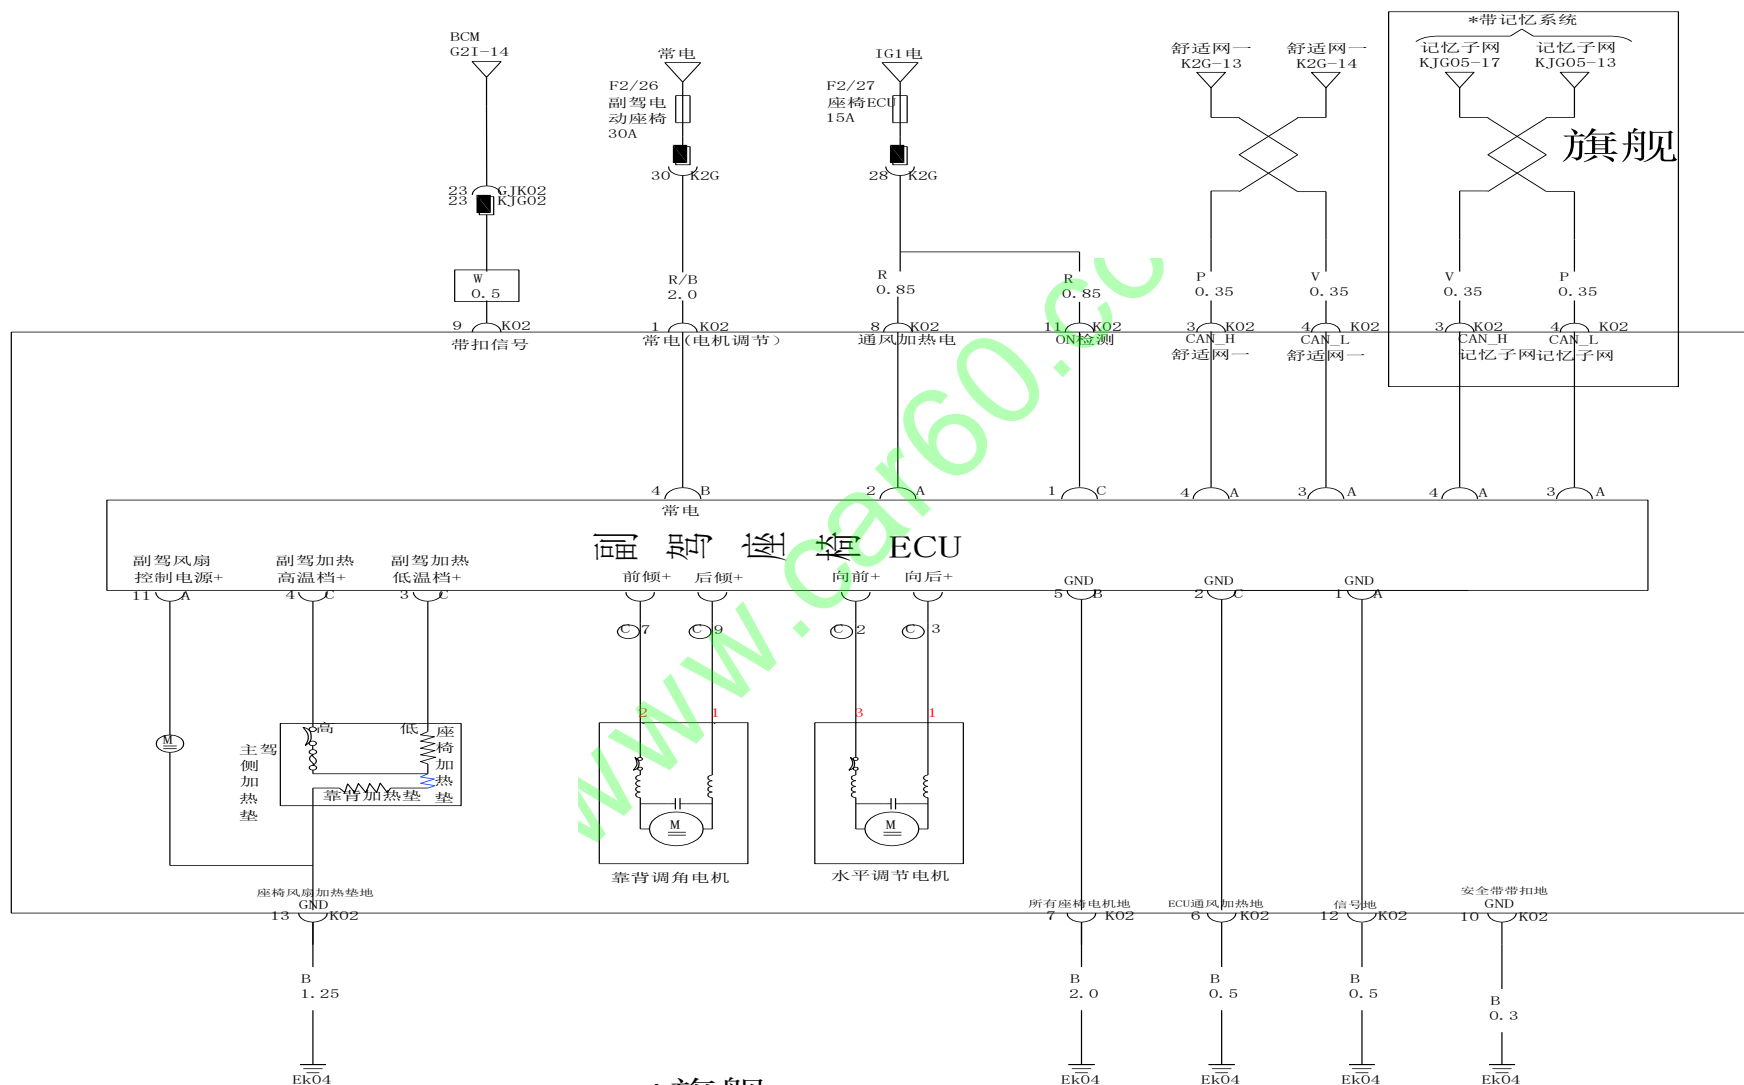 BCM
G2I-14
常电
IG1电
舒适网一
K2G-13
舒适网一
K2G-14
*带记忆系统
记忆子网
KJG05-17
记忆子网
KJG05-13
旗舰
F2/26
副驾电
动座椅
30A
F2/27
座椅ECU
15A
30 K2G
28 K2G
23 GJK02
23 KJG02
W
0.5
R/B
2.0
R
0.85
R
0.85
P
0.35
V
0.35
V
0.35
P
0.35
9 K02
1 K02
8 K02
11 K02
3 K02
4 K02
3 K02
4 K02
带扣信号
常电(电机调节)
通风加热电
ON检测
CAN_H
舒适网一
CAN_L
舒适网一
CAN_H
记忆子网
CAN_L
记忆子网
4 B
2 A
1 C
4 A
3 A
4 A
3 A
常电
副驾座椅ECU
副驾风扇
控制电源+
副驾加热
高温档+
副驾加热
低温档+
前倾+
后倾+
向前+
向后+
GND
GND
GND
11 A
4 C
3 C
5 B
2 C
1 A
C 7
C 9
C 2
C 3
2
1
3
1
高
低
座椅加热垫
M
主驾侧加热垫
靠背加热垫
M
M
靠背调角电机
水平调节电机
座椅风扇加热垫地
GND
13 K02
所有座椅电机地
7 K02
ECU通风加热地
6 K02
信号地
12 K02
安全带带扣地
GND
10 K02
B
1.25
B
2.0
B
0.5
B
0.5
B
0.3
Ek04
Ek04
Ek04
Ek04
Ek04
www.car60.cc